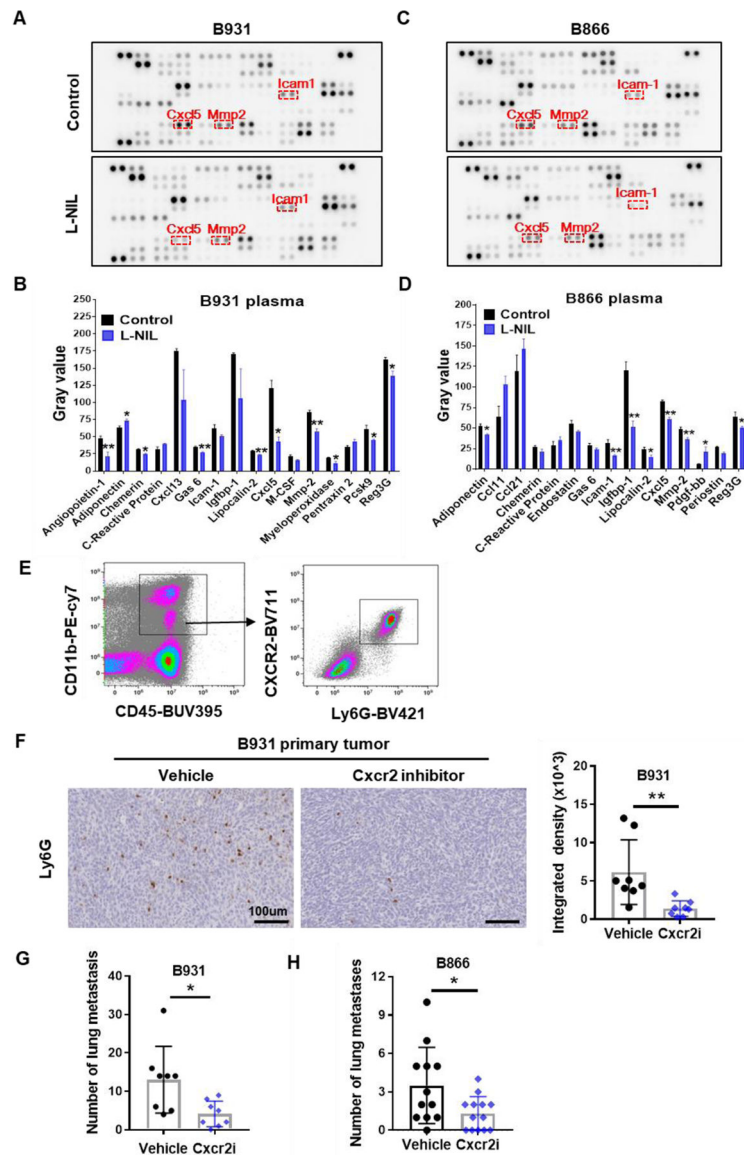 A
B931
Control
Icam1
Cxcl5 Mmp2
L-NIL
Icam1
Cxcl5 Mmp2
C
B866
Icam-1
Cxcl5 Mmp2
Icam-1
Cxcl5 Mmp2
B
B931 plasma
Control
L-NIL
Gray value
250
225
200
175
150
125
100
75
50
25
0
** * * ** ** * ** * * *
Angiopoietin-1
Adiponectin
Chemerin
C-Reactive Protein
Cxcl13
Gas 6
Icam-1
Igfbp-1
Lipocalin-2
Cxcl5
M-CSF
Mmp-2
Myeloperoxidase
Pentraxin 2
Pcsk9
Reg3G
D
B866 plasma
Control
L-NIL
Gray value
250
225
200
175
150
125
100
75
50
25
0
* ** ** * ** ** * *
Adiponectin
Ccl11
Ccl21
Chemerin
C-Reactive Protein
Endostatin
Gas 6
Icam-1
Igfbp-1
Lipocalin-2
Cxcl5
Mmp-2
Pdgf-bb
Periostin
Reg3G
E
CD11b-PE-cy7
CD45-BUV395
CXCR2-BV711
Ly6G-BV421
F
B931 primary tumor
Vehicle Cxcr2 inhibitor
Ly6G
100um
B931
**
Integrated density (x10^3)
20
15
10
5
0
Vehicle Cxcr2i
G
B931
*
Number of lung metastasis
40
30
20
10
0
Vehicle Cxcr2i
H
B866
*
Number of lung metastases
12
9
6
3
0
Vehicle Cxcr2i